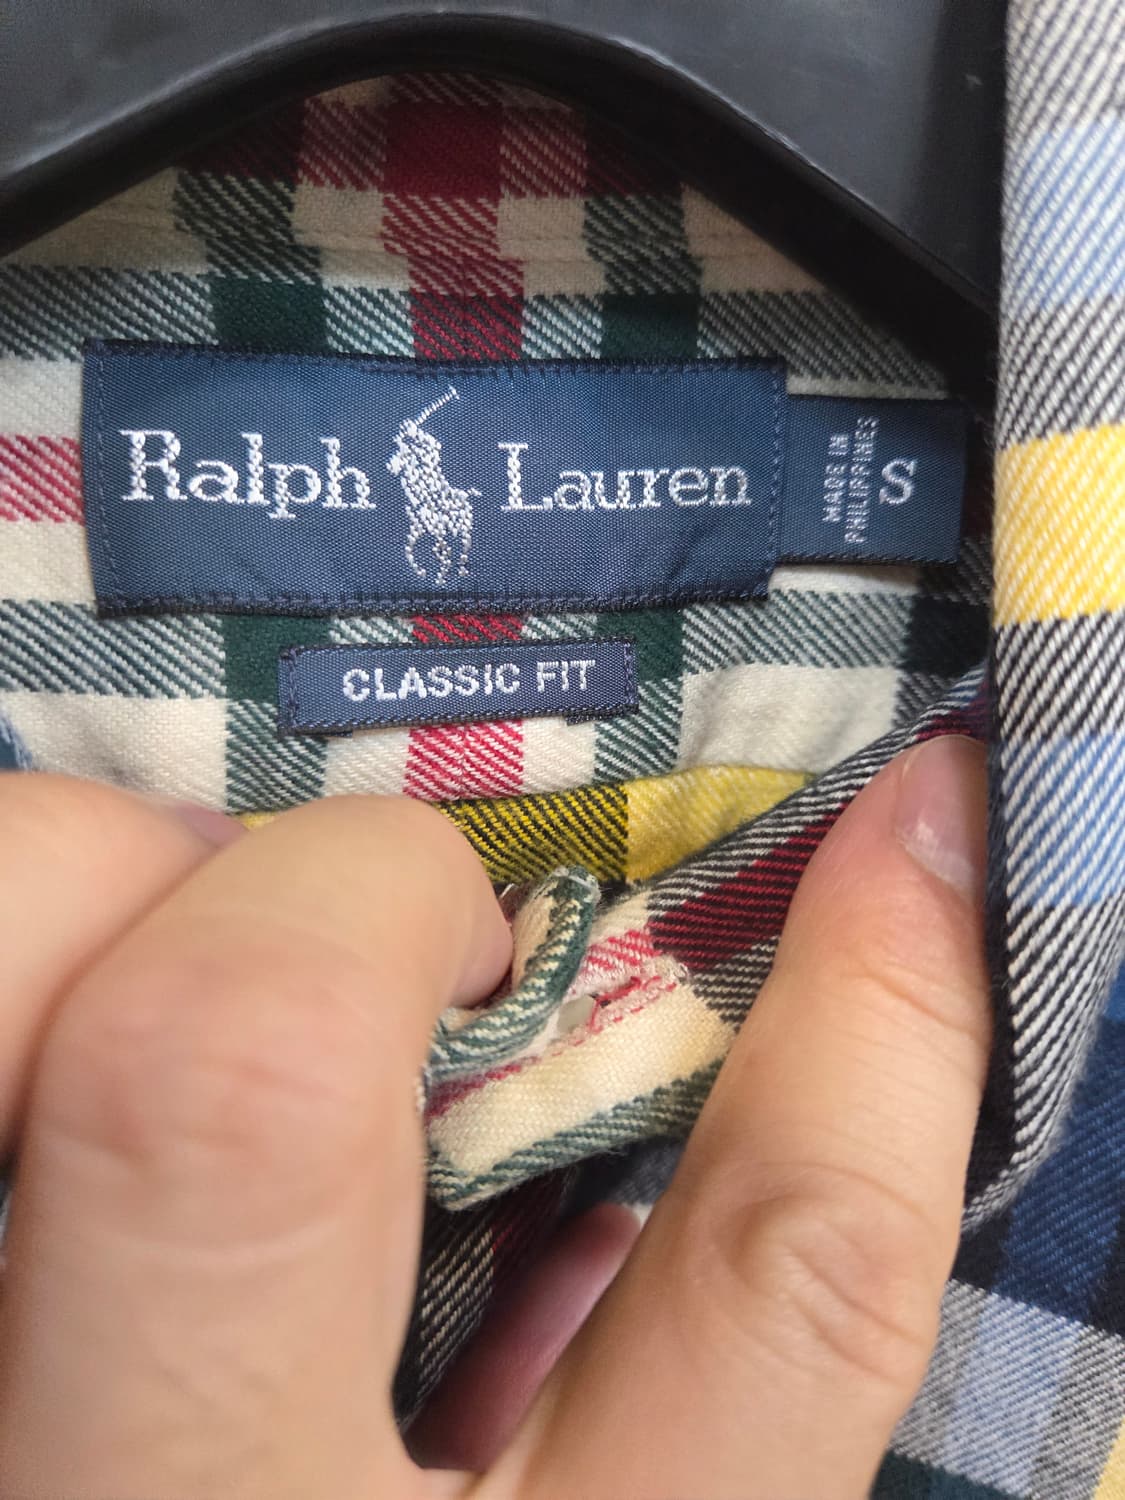 Ralph Lauren
MADE IN
PHILIPPINES
S
CLASSIC FIT